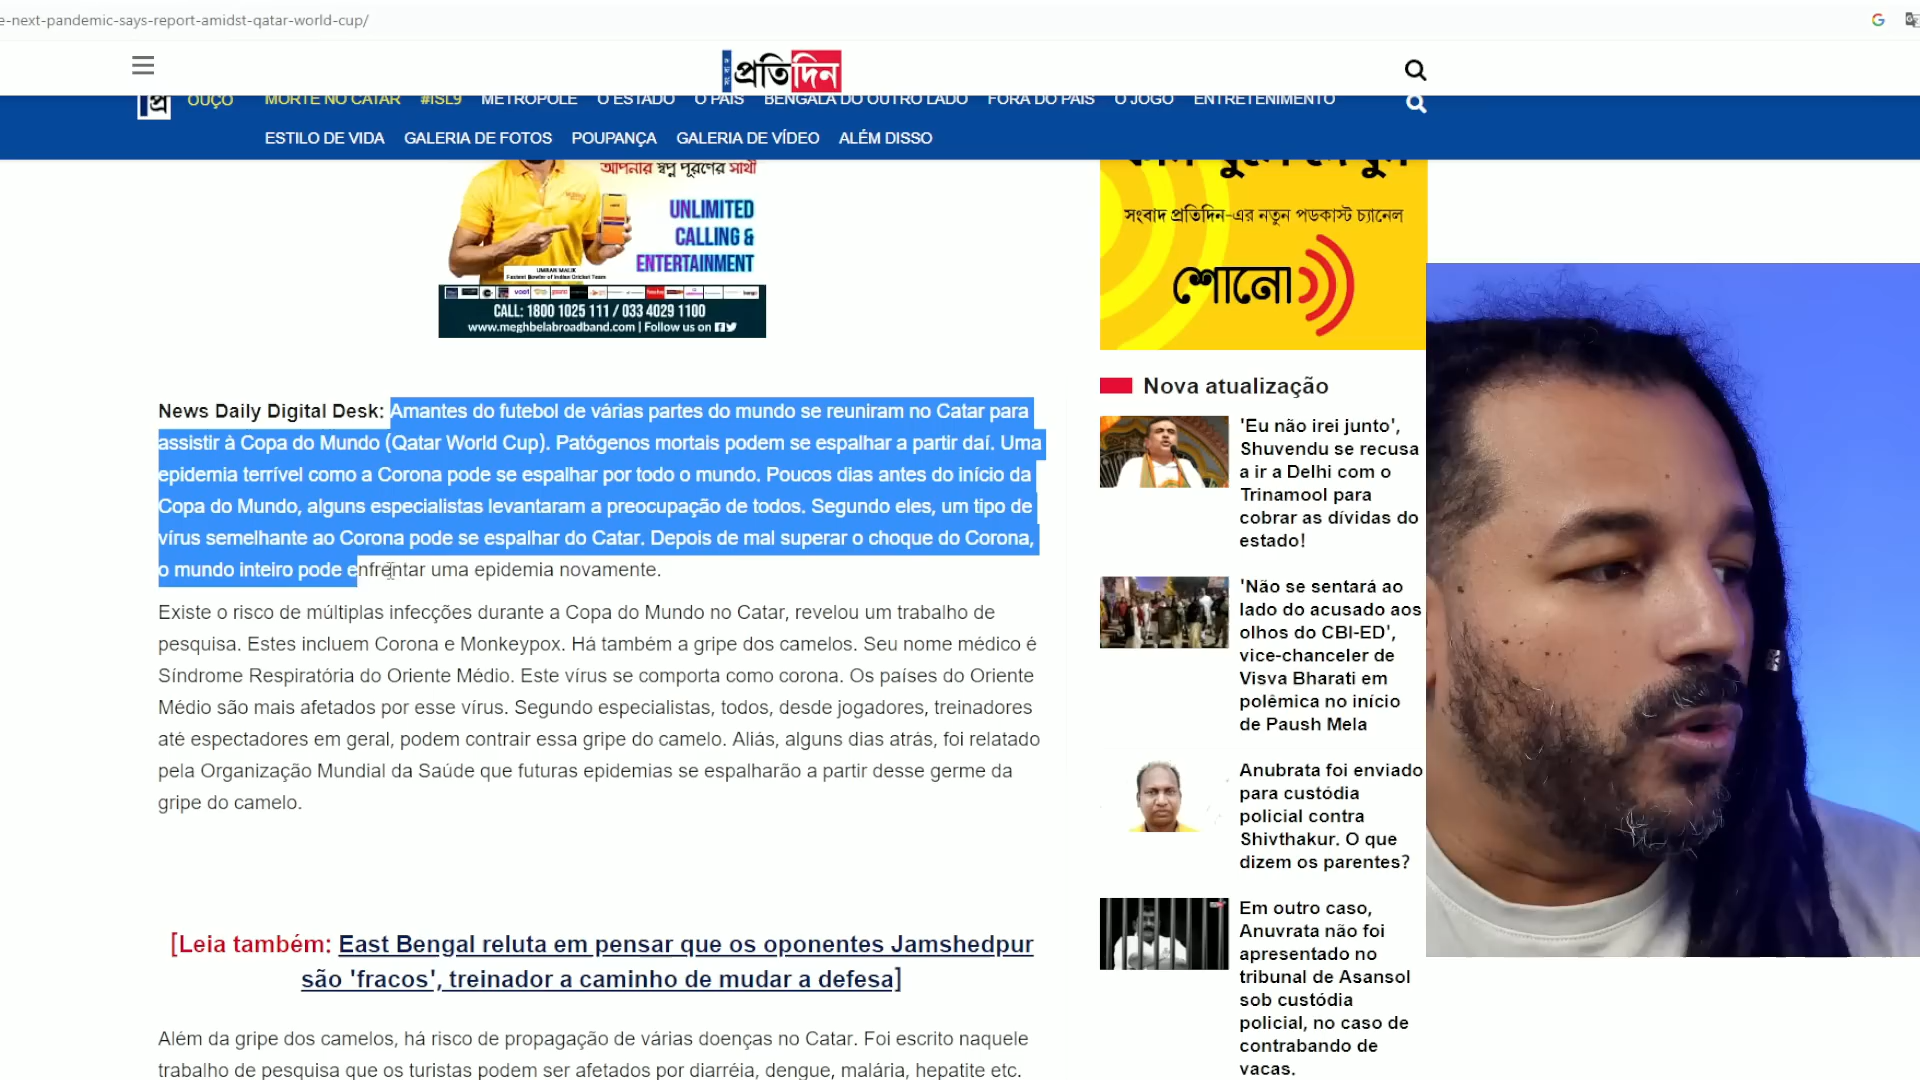 e-next-pandemic-says-report-amidst-qatar-world-cup/
প্রতিদিন
OUÇO MORTE NO CATAR #ISL9 METRÓPOLE O ESTADO O PAÍS BENGALA DO OUTRO LADO FORA DO PAÍS O JOGO ENTRETENIMENTO
ESTILO DE VIDA GALERIA DE FOTOS POUPANÇA GALERIA DE VÍDEO ALÉM DISSO
আপনার স্বপ্ন পূরণের সাথী
UNLIMITED
CALLING &
ENTERTAINMENT
UMRAN MALIK
Fastest Bowler of Indian Cricket Team
CALL: 1800 1025 111 / 033 4029 1100
www.meghbelabroadband.com | Follow us on
সংবাদ প্রতিদিন-এর নতুন পডকাস্ট চ্যানেল
শোনো
News Daily Digital Desk: Amantes do futebol de várias partes do mundo se reuniram no Catar para
assistir à Copa do Mundo (Qatar World Cup). Patógenos mortais podem se espalhar a partir daí. Uma
epidemia terrível como a Corona pode se espalhar por todo o mundo. Poucos dias antes do início da
Copa do Mundo, alguns especialistas levantaram a preocupação de todos. Segundo eles, um tipo de
vírus semelhante ao Corona pode se espalhar do Catar. Depois de mal superar o choque do Corona,
o mundo inteiro pode enfrentar uma epidemia novamente.
Existe o risco de múltiplas infecções durante a Copa do Mundo no Catar, revelou um trabalho de
pesquisa. Estes incluem Corona e Monkeypox. Há também a gripe dos camelos. Seu nome médico é
Síndrome Respiratória do Oriente Médio. Este vírus se comporta como corona. Os países do Oriente
Médio são mais afetados por esse vírus. Segundo especialistas, todos, desde jogadores, treinadores
até espectadores em geral, podem contrair essa gripe do camelo. Aliás, alguns dias atrás, foi relatado
pela Organização Mundial da Saúde que futuras epidemias se espalharão a partir desse germe da
gripe do camelo.
[Leia também: East Bengal reluta em pensar que os oponentes Jamshedpur
são 'fracos', treinador a caminho de mudar a defesa]
Além da gripe dos camelos, há risco de propagação de várias doenças no Catar. Foi escrito naquele
trabalho de pesquisa que os turistas podem ser afetados por diarréia, dengue, malária, hepatite etc.
Nova atualização
'Eu não irei junto',
Shuvendu se recusa
a ir a Delhi com o
Trinamool para
cobrar as dívidas do
estado!
'Não se sentará ao
lado do acusado aos
olhos do CBI-ED',
vice-chanceler de
Visva Bharati em
polêmica no início
de Paush Mela
Anubrata foi enviado
para custódia
policial contra
Shivthakur. O que
dizem os parentes?
Em outro caso,
Anuvrata não foi
apresentado no
tribunal de Asansol
sob custódia
policial, no caso de
contrabando de
vacas.